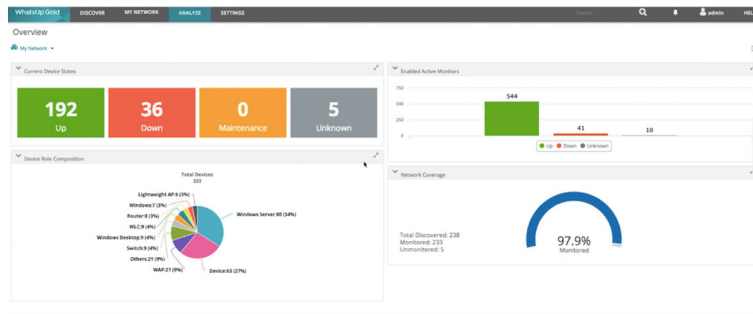 WhatsUp Gold DISCOVER MY NETWORK ANALYZE SETTINGS Search admin HEL
Overview
My Network
Current Device States
192
Up
36
Down
0
Maintenance
5
Unknown
Enabled Active Monitors
750
500
250
0
544
41
10
Up Down Unknown
Device Role Composition
Total Devices
233
Lightweight AP:6 (3%)
Windows:7 (3%)
Router:8 (3%)
WLC:9 (4%)
Windows Desktop:9 (4%)
Switch:9 (4%)
Others:21 (9%)
WAP:21 (9%)
Windows Server:80 (34%)
Device:63 (27%)
Network Coverage
Total Discovered: 238
Monitored: 233
Unmonitored: 5
97.9%
Monitored